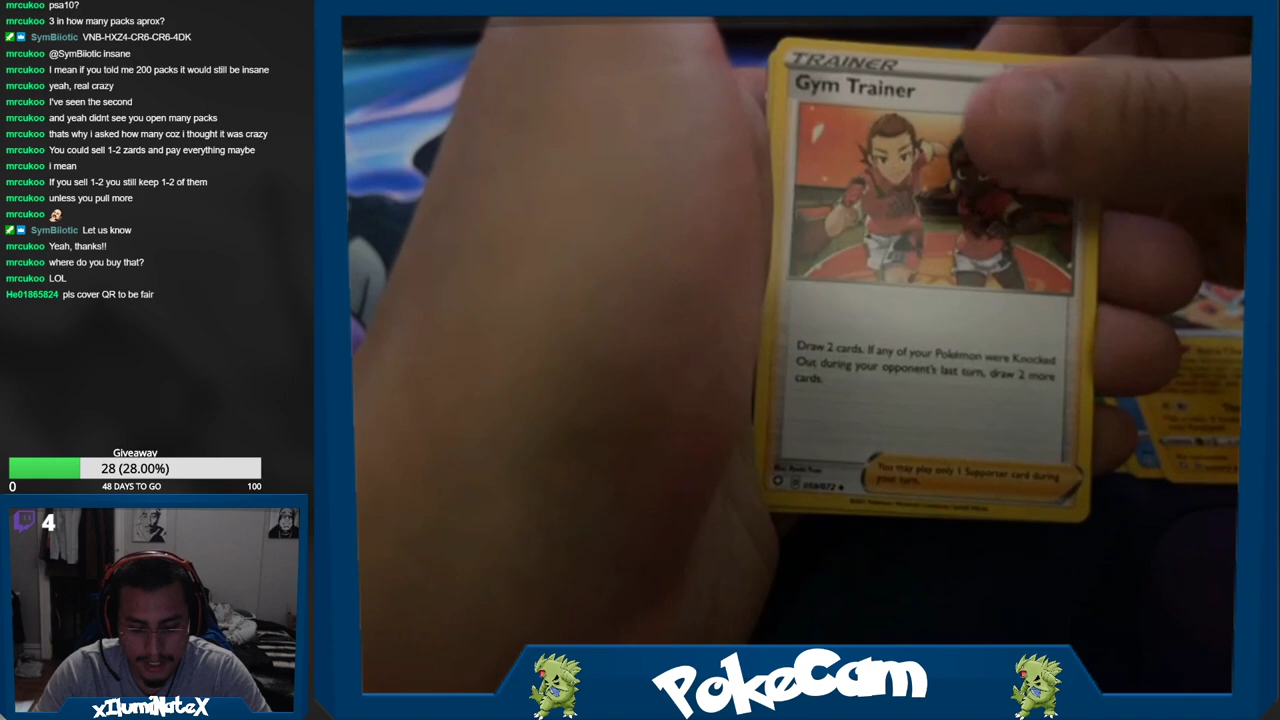 mrcukoo psa10?
mrcukoo 3 in how many packs aprox?
SymBiiotic VNB-HXZ4-CR6-CR6-4DK
mrcukoo @SymBiiotic insane
mrcukoo I mean if you told me 200 packs it would still be insane
mrcukoo yeah, real crazy
mrcukoo I've seen the second
mrcukoo and yeah didnt see you open many packs
mrcukoo thats why i asked how many coz i thought it was crazy
mrcukoo You could sell 1-2 zards and pay everything maybe
mrcukoo i mean
mrcukoo If you sell 1-2 you still keep 1-2 of them
mrcukoo unless you pull more
mrcukoo
SymBiiotic Let us know
mrcukoo Yeah, thanks!!
mrcukoo where do you buy that?
mrcukoo LOL
He01865824 pls cover QR to be fair
Giveaway
28 (28.00%)
0 48 DAYS TO GO 100
4
xIlumiNateX
TRAINER
Gym Trainer
Draw 2 cards. If any of your Pokémon were Knocked
Out during your opponent's last turn, draw 2 more
cards.
You may play only 1 Supporter card during
your turn.
059/072
PokeCam